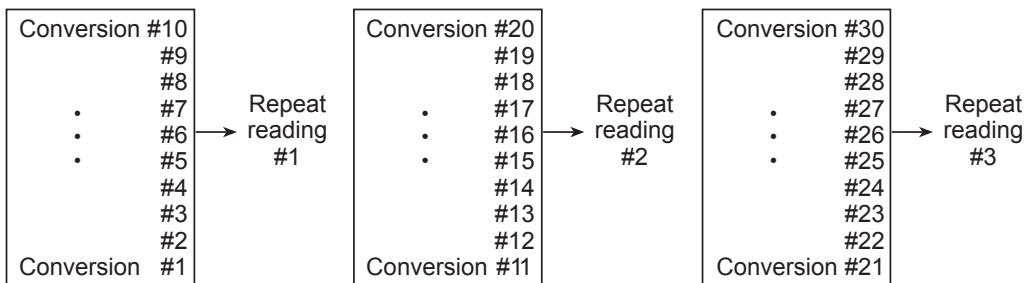 Conversion #10
#9
#8
#7
#6
#5
#4
#3
#2
Conversion #1
Repeat
reading
#1
Conversion #20
#19
#18
#17
#16
#15
#14
#13
#12
Conversion #11
Repeat
reading
#2
Conversion #30
#29
#28
#27
#26
#25
#24
#23
#22
Conversion #21
Repeat
reading
#3